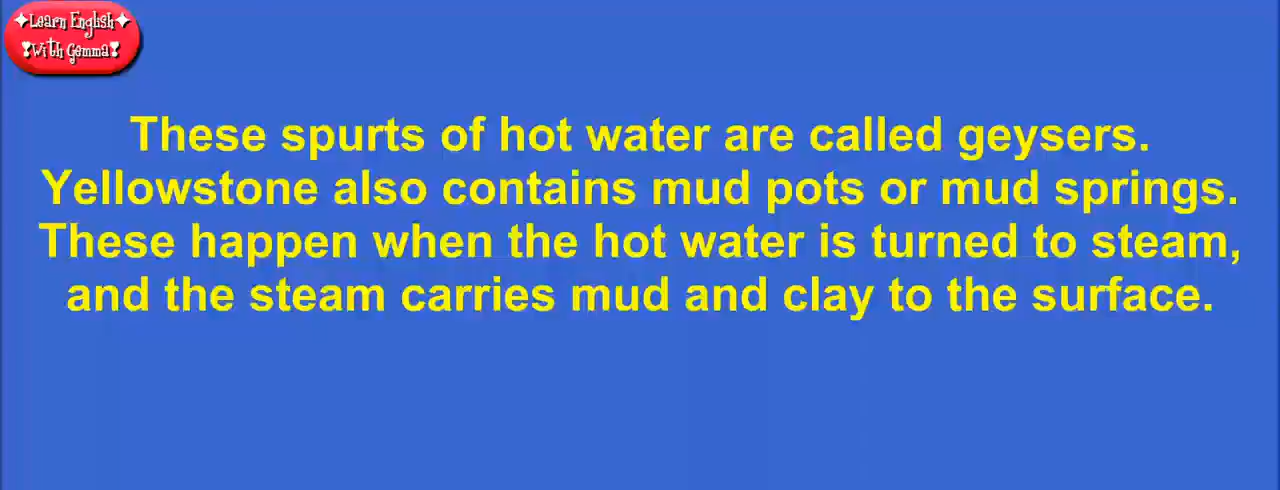 ✦Learn English✦
❣With Gemma❣
These spurts of hot water are called geysers.
Yellowstone also contains mud pots or mud springs.
These happen when the hot water is turned to steam,
and the steam carries mud and clay to the surface.